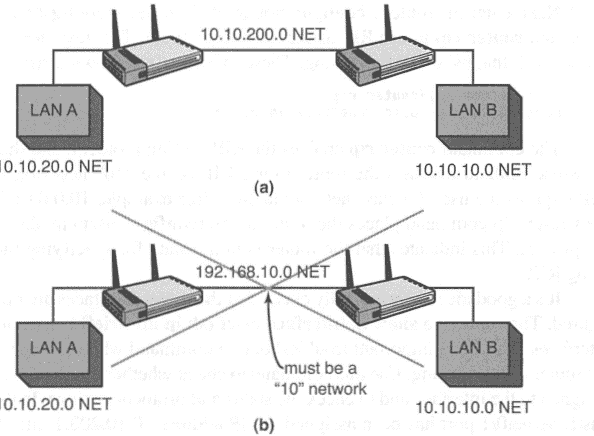 10.10.200.0 NET
LAN A
LAN B
10.10.20.0 NET
10.10.10.0 NET
(a)
192.168.10.0 NET
LAN A
LAN B
must be a
"10" network
10.10.20.0 NET
10.10.10.0 NET
(b)